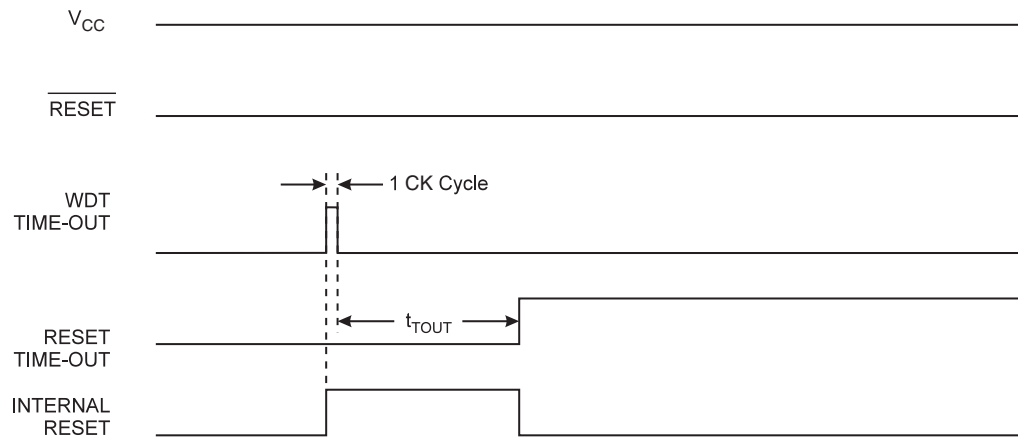 VCC
RESET
1 CK Cycle
WDT
TIME-OUT
tTOUT
RESET
TIME-OUT
INTERNAL
RESET